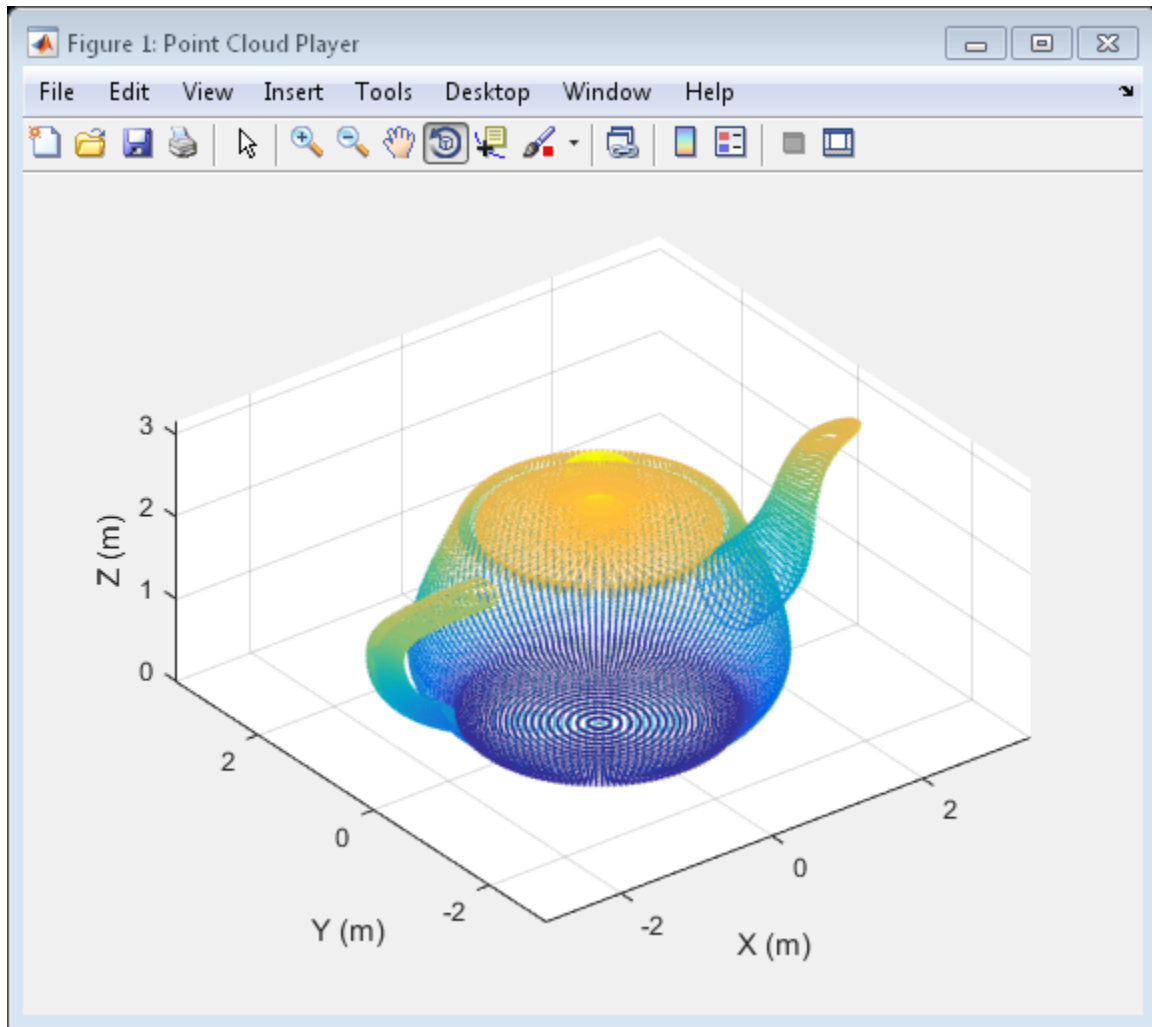 Figure 1: Point Cloud Player
File Edit View Insert Tools Desktop Window Help
3
2
1
0
Z (m)
2
0
-2
Y (m)
-2
0
2
X (m)